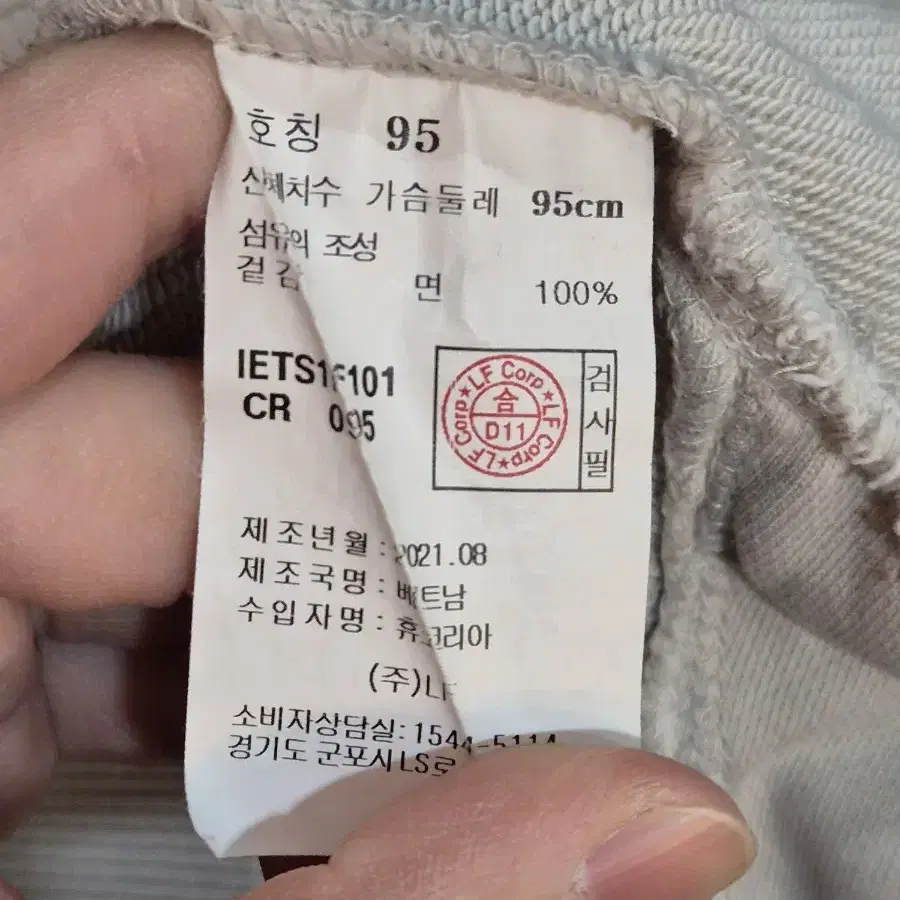 호칭 95
신체치수 가슴둘레 95cm
섬유의 조성
겉감 면 100%
IETS1F101
CR 095
LF Corp★LF Corp★LF Corp★
합
D11
검사필
제조년월 : 2021.08
제조국명 : 베트남
수입자명 : 휴코리아
(주)LF
소비자상담실: 1544-5114
경기도 군포시 LS로